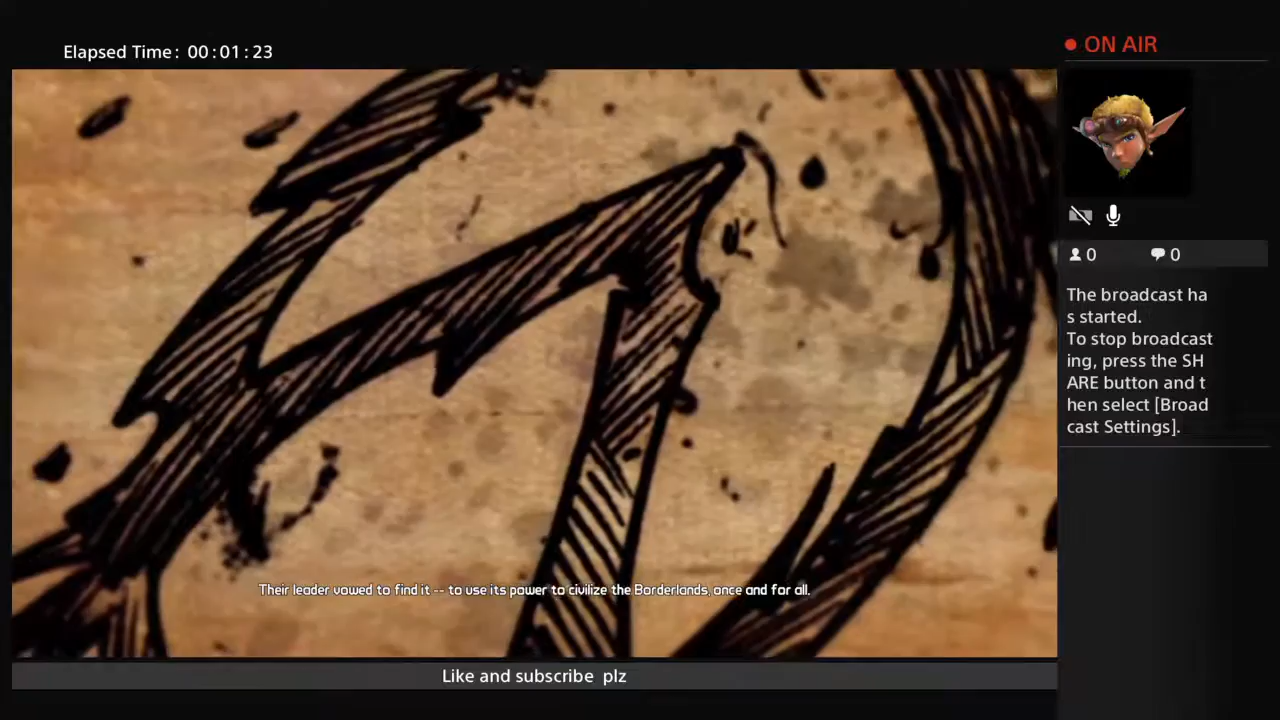 Elapsed Time: 00:01:23
ON AIR
0 0
The broadcast ha
s started.
To stop broadcast
ing, press the SH
ARE button and t
hen select [Broad
cast Settings].
Their leader vowed to find it -- to use its power to civilize the Borderlands, once and for all.
Like and subscribe plz